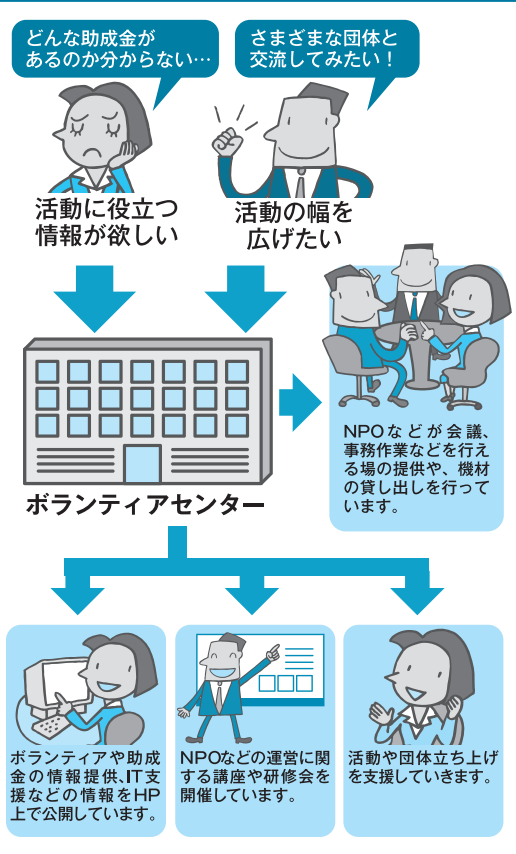 どんな助成金が
あるのか分からない…
さまざまな団体と
交流してみたい！
活動に役立つ
情報が欲しい
活動の幅を
広げたい
NPOなどが会議、
事務作業などを行え
る場の提供や、機材
の貸し出しを行って
います。
ボランティアセンター
ボランティアや助成
金の情報提供、IT支
援などの情報をHP
上で公開しています。
NPOなどの運営に関
する講座や研修会を
開催しています。
活動や団体立ち上げ
を支援していきます。